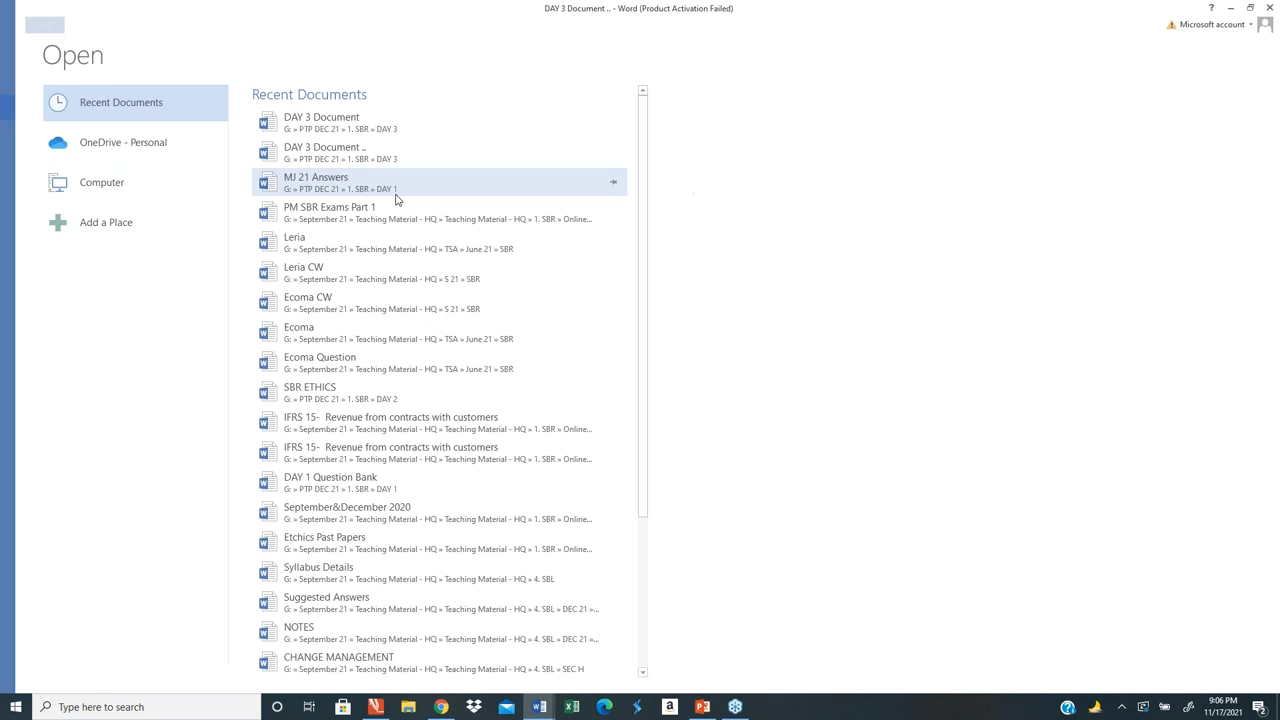 DAY 3 Document .. - Word (Product Activation Failed)
?
Microsoft account
Open
Recent Documents
OneDrive - Personal
Computer
Add a Place
Recent Documents
DAY 3 Document
G: » PTP DEC 21 » 1. SBR » DAY 3
DAY 3 Document ..
G: » PTP DEC 21 » 1. SBR » DAY 3
MJ 21 Answers
G: » PTP DEC 21 » 1. SBR » DAY 1
PM SBR Exams Part 1
G: » September 21 » Teaching Material - HQ » Teaching Material - HQ » 1. SBR » Online...
Leria
G: » September 21 » Teaching Material - HQ » TSA » June 21 » SBR
Leria CW
G: » September 21 » Teaching Material - HQ » S 21 » SBR
Ecoma CW
G: » September 21 » Teaching Material - HQ » S 21 » SBR
Ecoma
G: » September 21 » Teaching Material - HQ » TSA » June 21 » SBR
Ecoma Question
G: » September 21 » Teaching Material - HQ » TSA » June 21 » SBR
SBR ETHICS
G: » PTP DEC 21 » 1. SBR » DAY 2
IFRS 15-  Revenue from contracts with customers
G: » September 21 » Teaching Material - HQ » Teaching Material - HQ » 1. SBR » Online...
IFRS 15-  Revenue from contracts with customers
G: » September 21 » Teaching Material - HQ » Teaching Material - HQ » 1. SBR » Online...
DAY 1 Question Bank
G: » PTP DEC 21 » 1. SBR » DAY 1
September&December 2020
G: » September 21 » Teaching Material - HQ » Teaching Material - HQ » 1. SBR » Online...
Etchics Past Papers
G: » September 21 » Teaching Material - HQ » Teaching Material - HQ » 1. SBR » Online...
Syllabus Details
G: » September 21 » Teaching Material - HQ » Teaching Material - HQ » 4. SBL
Suggested Answers
G: » September 21 » Teaching Material - HQ » Teaching Material - HQ » 4. SBL » DEC 21 »...
NOTES
G: » September 21 » Teaching Material - HQ » Teaching Material - HQ » 4. SBL » DEC 21 »...
CHANGE MANAGEMENT
G: » September 21 » Teaching Material - HQ » Teaching Material - HQ » 4. SBL » SEC H
Type here to search
9:06 PM
11/17/2021